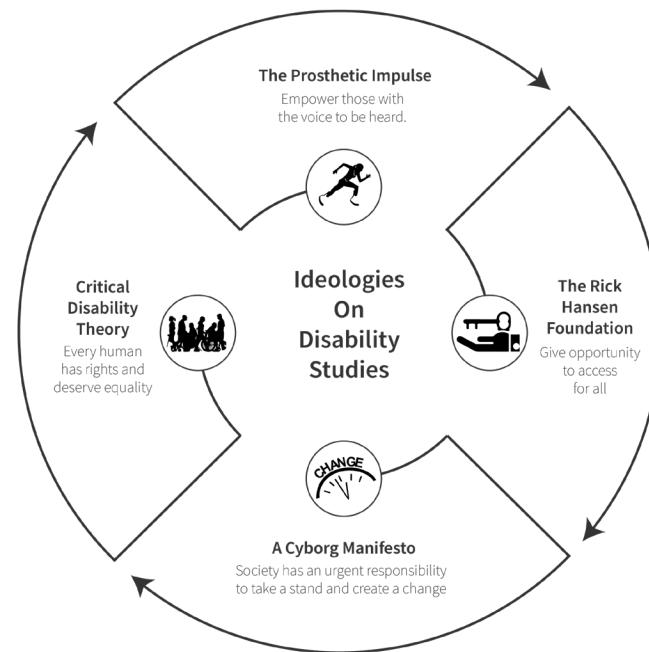 The Prosthetic Impulse
Empower those with
the voice to be heard.
Critical
Disability
Theory
Every human
has rights and
deserve equality
Ideologies
On
Disability
Studies
The Rick
Hansen
Foundation
Give opportunity
to access
for all
CHANGE
A Cyborg Manifesto
Society has an urgent responsibility
to take a stand and create a change